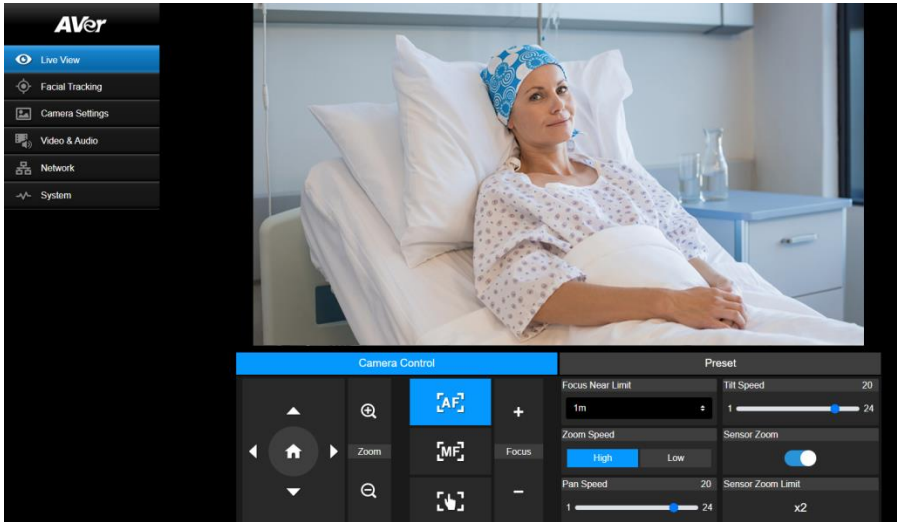 AVer
Live View
Facial Tracking
Camera Settings
Video & Audio
Network
System
Camera Control
Preset
AF
MF
Zoom
Focus
Focus Near Limit
1m
Tilt Speed 20
1 24
Zoom Speed
High Low
Sensor Zoom
Pan Speed 20
1 24
Sensor Zoom Limit
x2